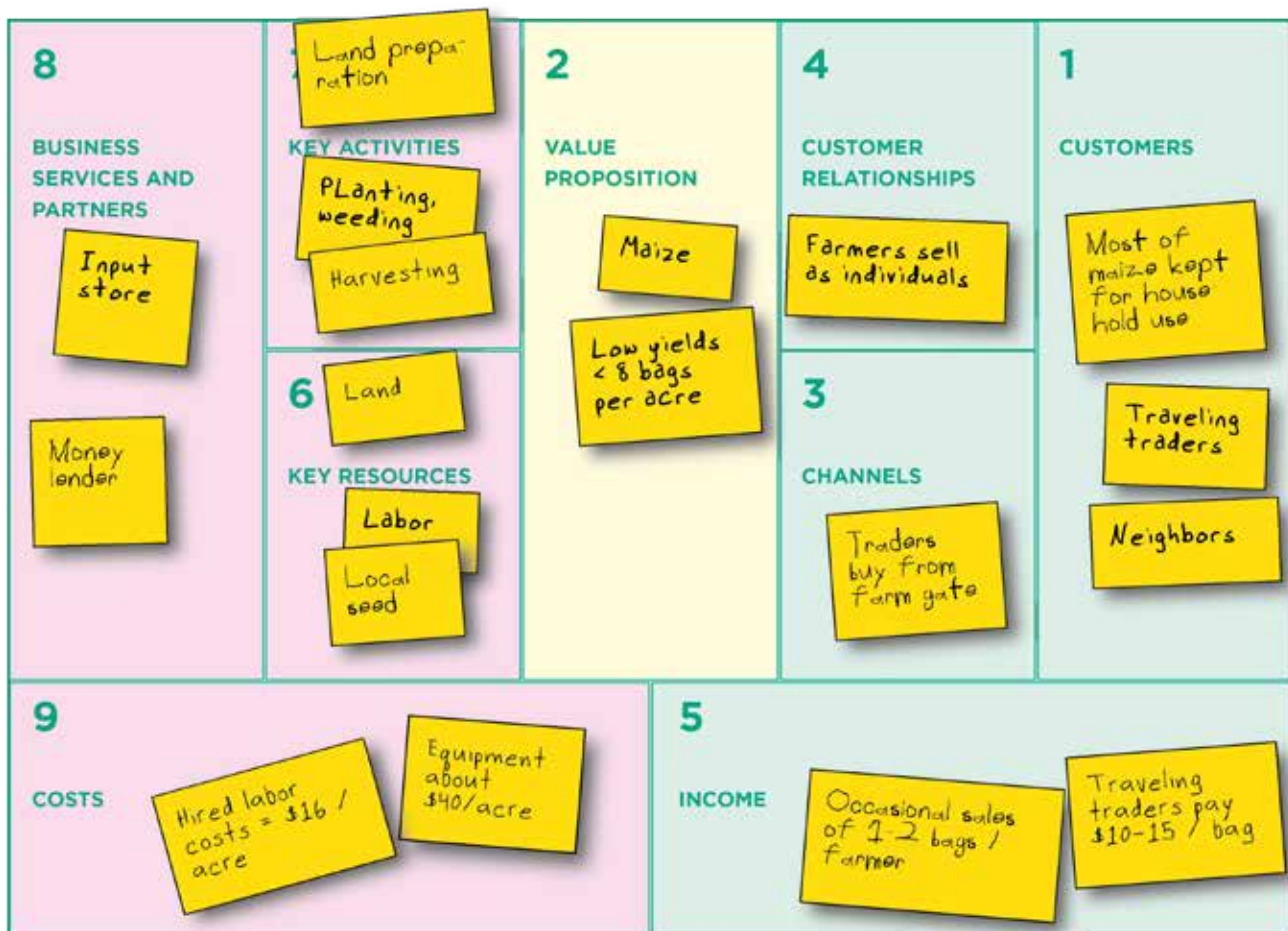 8
BUSINESS
SERVICES AND
PARTNERS
Input
store
Money
lender
Land prepa-
ration
KEY ACTIVITIES
PLanting,
weeding
Harvesting
6
Land
KEY RESOURCES
Labor
Local
seed
2
VALUE
PROPOSITION
Maize
Low yields
< 8 bags
per acre
4
CUSTOMER
RELATIONSHIPS
Farmers sell
as individuals
3
CHANNELS
Traders
buy from
farm gate
1
CUSTOMERS
Most of
maize kept
for house
hold use
Traveling
traders
Neighbors
9
COSTS
Hired labor
costs = $16 /
acre
Equipment
about
$40/acre
5
INCOME
Occasional sales
of 1-2 bags /
farmer
Traveling
traders pay
$10-15 / bag